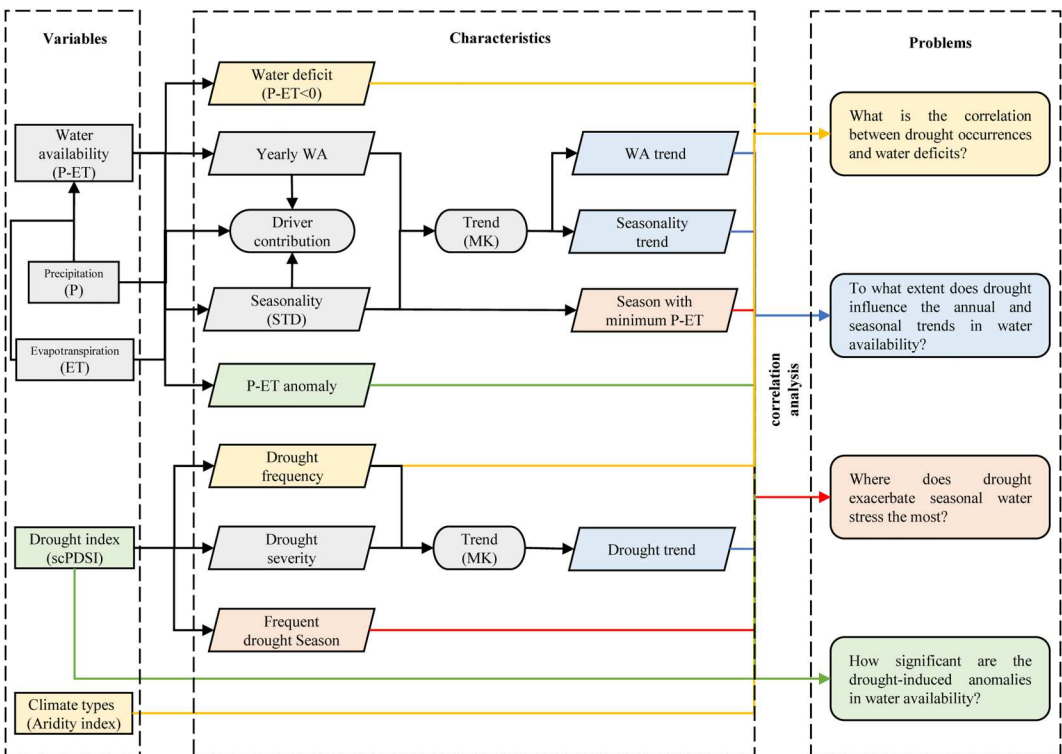 Variables
Characteristics
Problems
Water deficit
(P-ET<0)
Water
availability
(P-ET)
Yearly WA
WA trend
Driver
contribution
Trend
(MK)
Seasonality
trend
Precipitation
(P)
Seasonality
(STD)
Season with
minimum P-ET
Evapotranspiration
(ET)
P-ET anomaly
Drought
frequency
Drought index
(scPDSI)
Drought
severity
Trend
(MK)
Drought trend
Frequent
drought Season
Climate types
(Aridity index)
correlation
analysis
What is the correlation
between drought occurrences
and water deficits?
To what extent does drought
influence the annual and
seasonal trends in water
availability?
Where does drought
exacerbate seasonal water
stress the most?
How significant are the
drought-induced anomalies
in water availability?